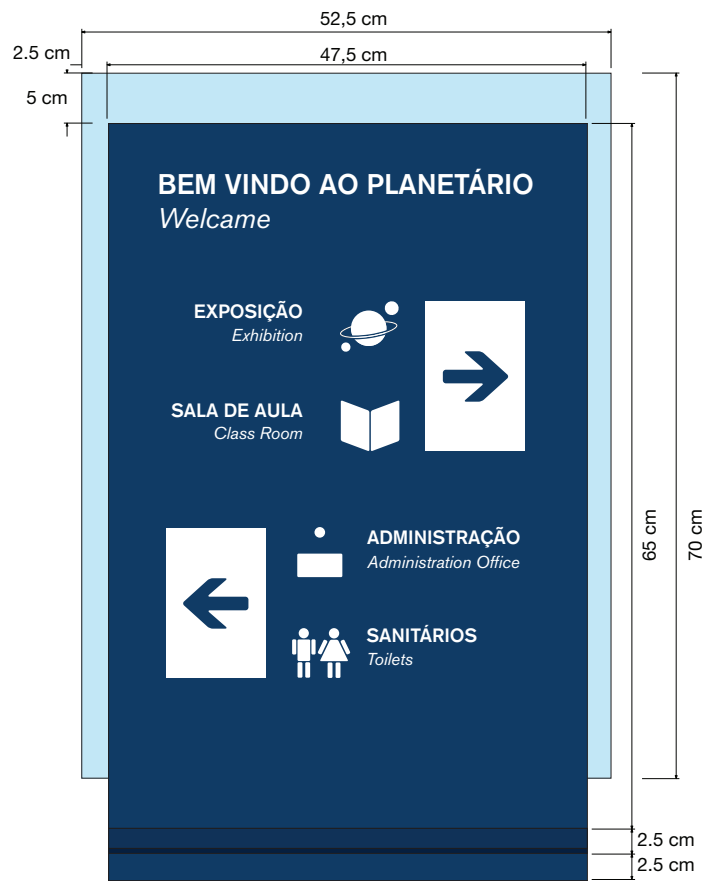 52,5 cm
2.5 cm
47,5 cm
5 cm
BEM VINDO AO PLANETÁRIO
Welcame
EXPOSIÇÃO
Exhibition
SALA DE AULA
Class Room
65 cm
70 cm
ADMINISTRAÇÃO
Administration Office
SANITÁRIOS
Toilets
2.5 cm
2.5 cm